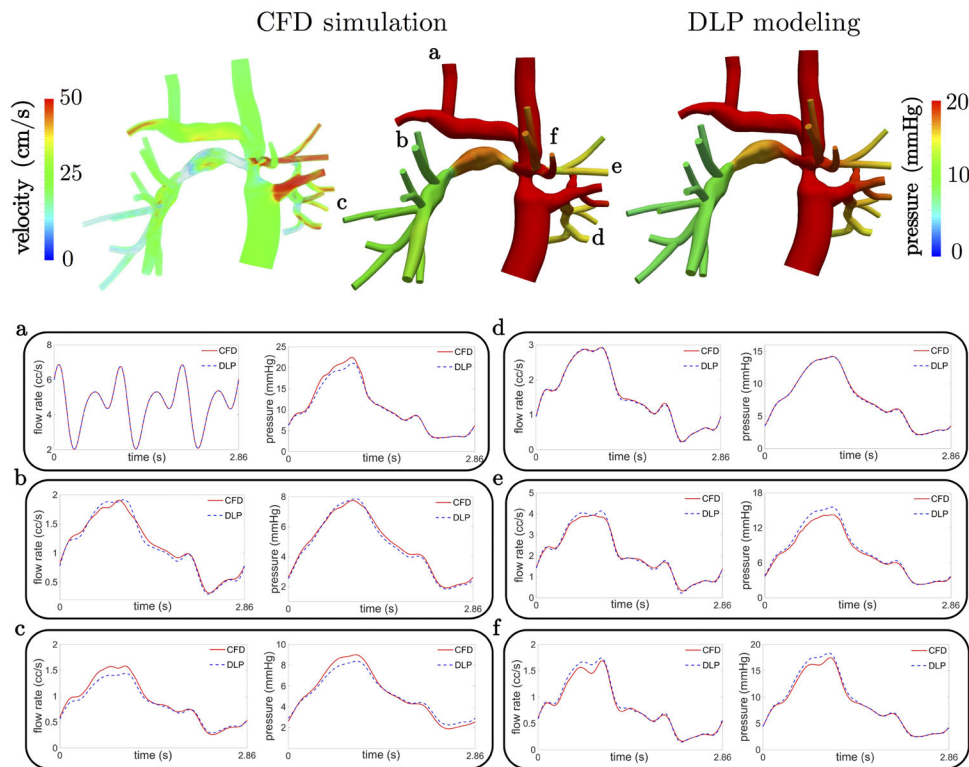 CFD simulation
DLP modeling
velocity (cm/s)
50
25
0
a
b
c
f
e
d
pressure (mmHg)
20
10
0
a
flow rate (cc/s)
8
6
4
2
0
2.86
time (s)
CFD
DLP
pressure (mmHg)
25
20
15
10
5
0
0
2.86
time (s)
CFD
DLP
d
flow rate (cc/s)
3
2
1
0
0
2.86
time (s)
CFD
DLP
pressure (mmHg)
15
10
5
0
0
2.86
time (s)
CFD
DLP
b
flow rate (cc/s)
2
1.5
1
0.5
0
2.86
time (s)
CFD
DLP
pressure (mmHg)
8
6
4
2
0
2.86
time (s)
CFD
DLP
e
flow rate (cc/s)
5
4
3
2
1
0
0
2.86
time (s)
CFD
DLP
pressure (mmHg)
18
12
6
0
0
2.86
time (s)
CFD
DLP
c
flow rate (cc/s)
2
1.5
1
0.5
0
0
2.86
time (s)
CFD
DLP
pressure (mmHg)
10
8
6
4
2
0
0
2.86
time (s)
CFD
DLP
f
flow rate (cc/s)
2
1.5
1
0.5
0
0
2.86
time (s)
CFD
DLP
pressure (mmHg)
20
15
10
5
0
0
2.86
time (s)
CFD
DLP